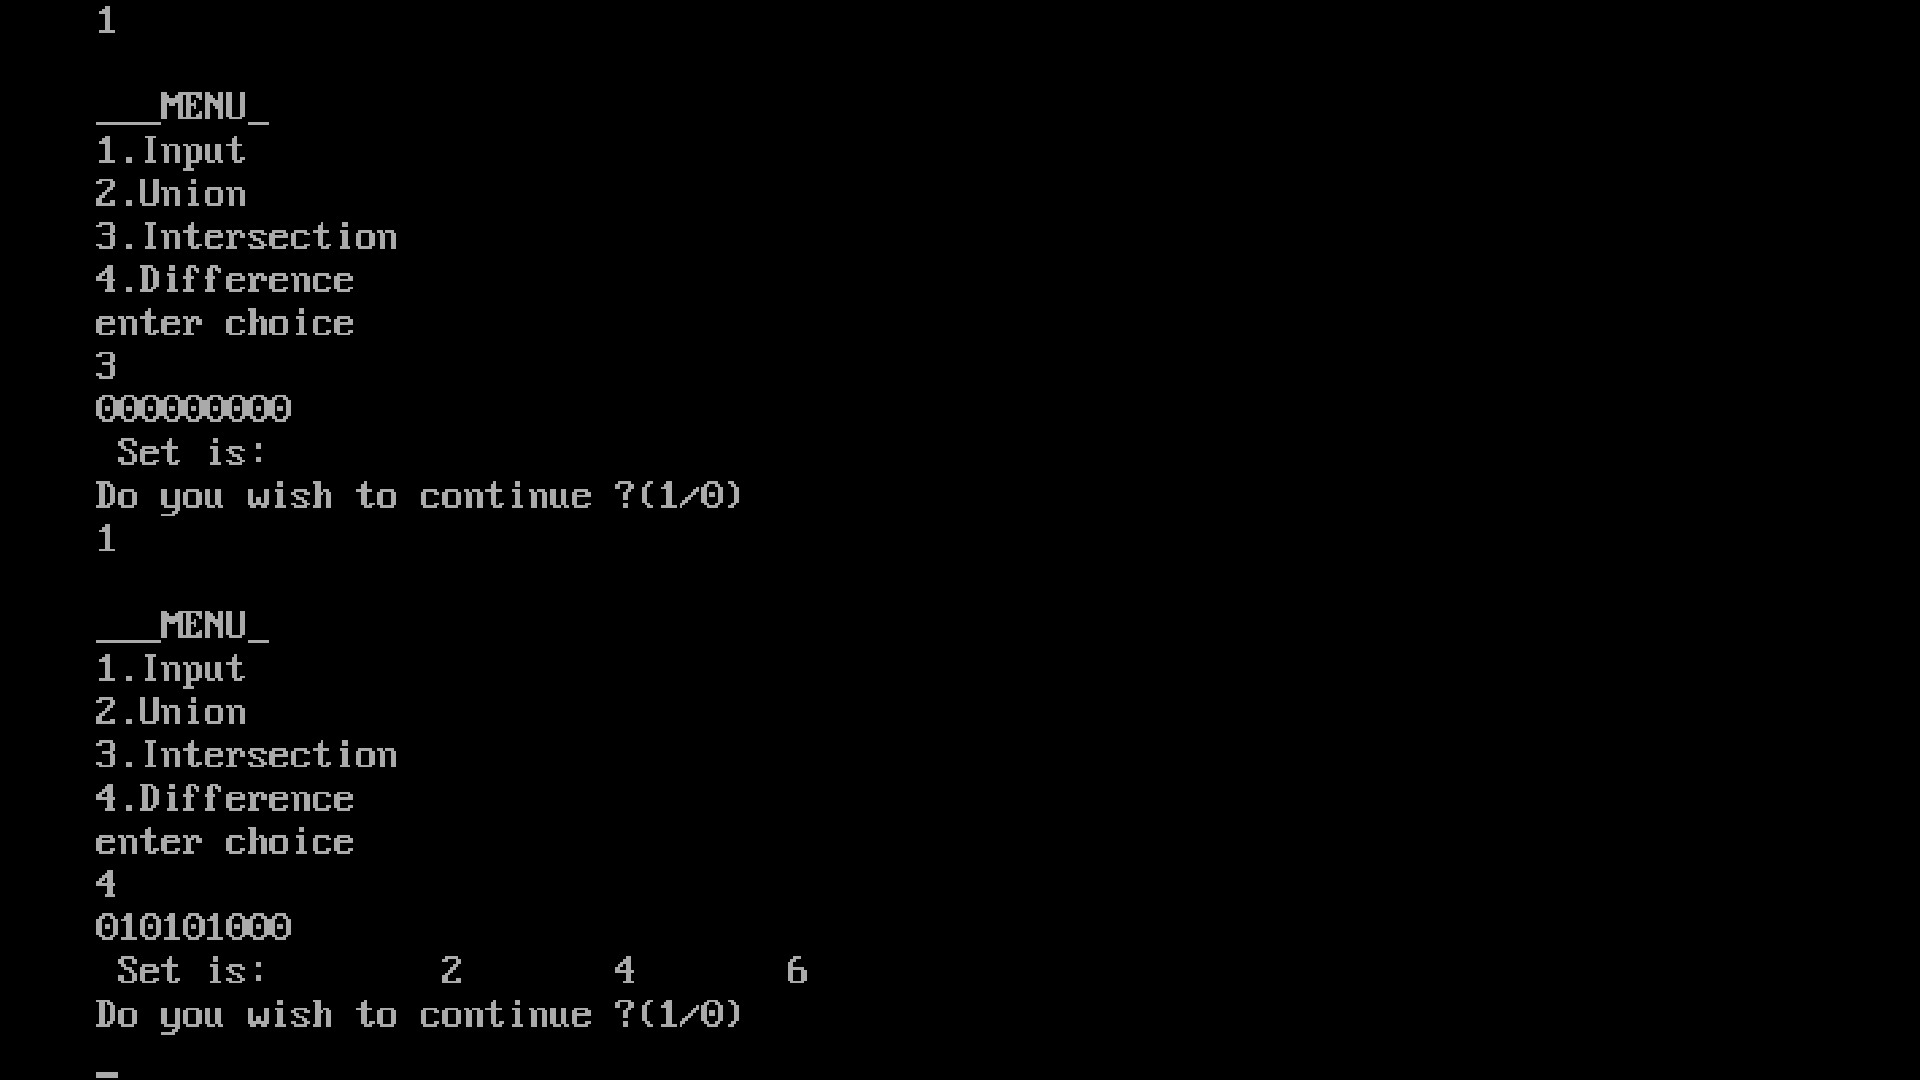 1
___MENU_
1.Input
2.Union
3.Intersection
4.Difference
enter choice
3
000000000
Set is:
Do you wish to continue ?(1/0)
1
___MENU_
1.Input
2.Union
3.Intersection
4.Difference
enter choice
4
010101000
Set is: 2 4 6
Do you wish to continue ?(1/0)
_